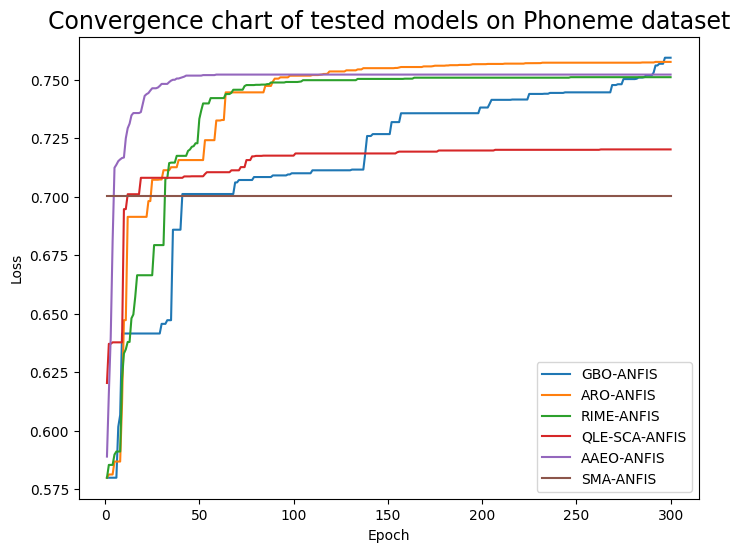 Convergence chart of tested models on Phoneme dataset
0.750
0.725
0.700
0.675
0.650
0.625
0.600
0.575
Loss
0 50 100 150 200 250 300
Epoch
GBO-ANFIS
ARO-ANFIS
RIME-ANFIS
QLE-SCA-ANFIS
AAEO-ANFIS
SMA-ANFIS